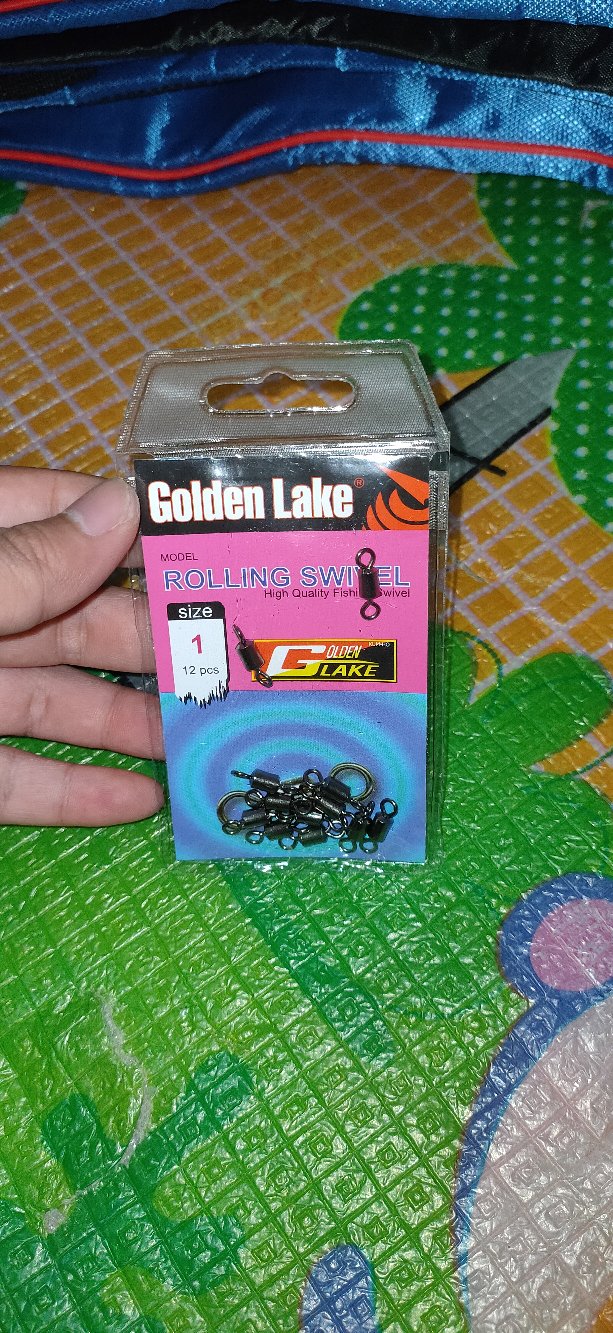 Golden Lake®
MODEL
ROLLING SWIVEL
High Quality Fishing Swivel
size
1
12 pcs
GOLDEN
LAKE